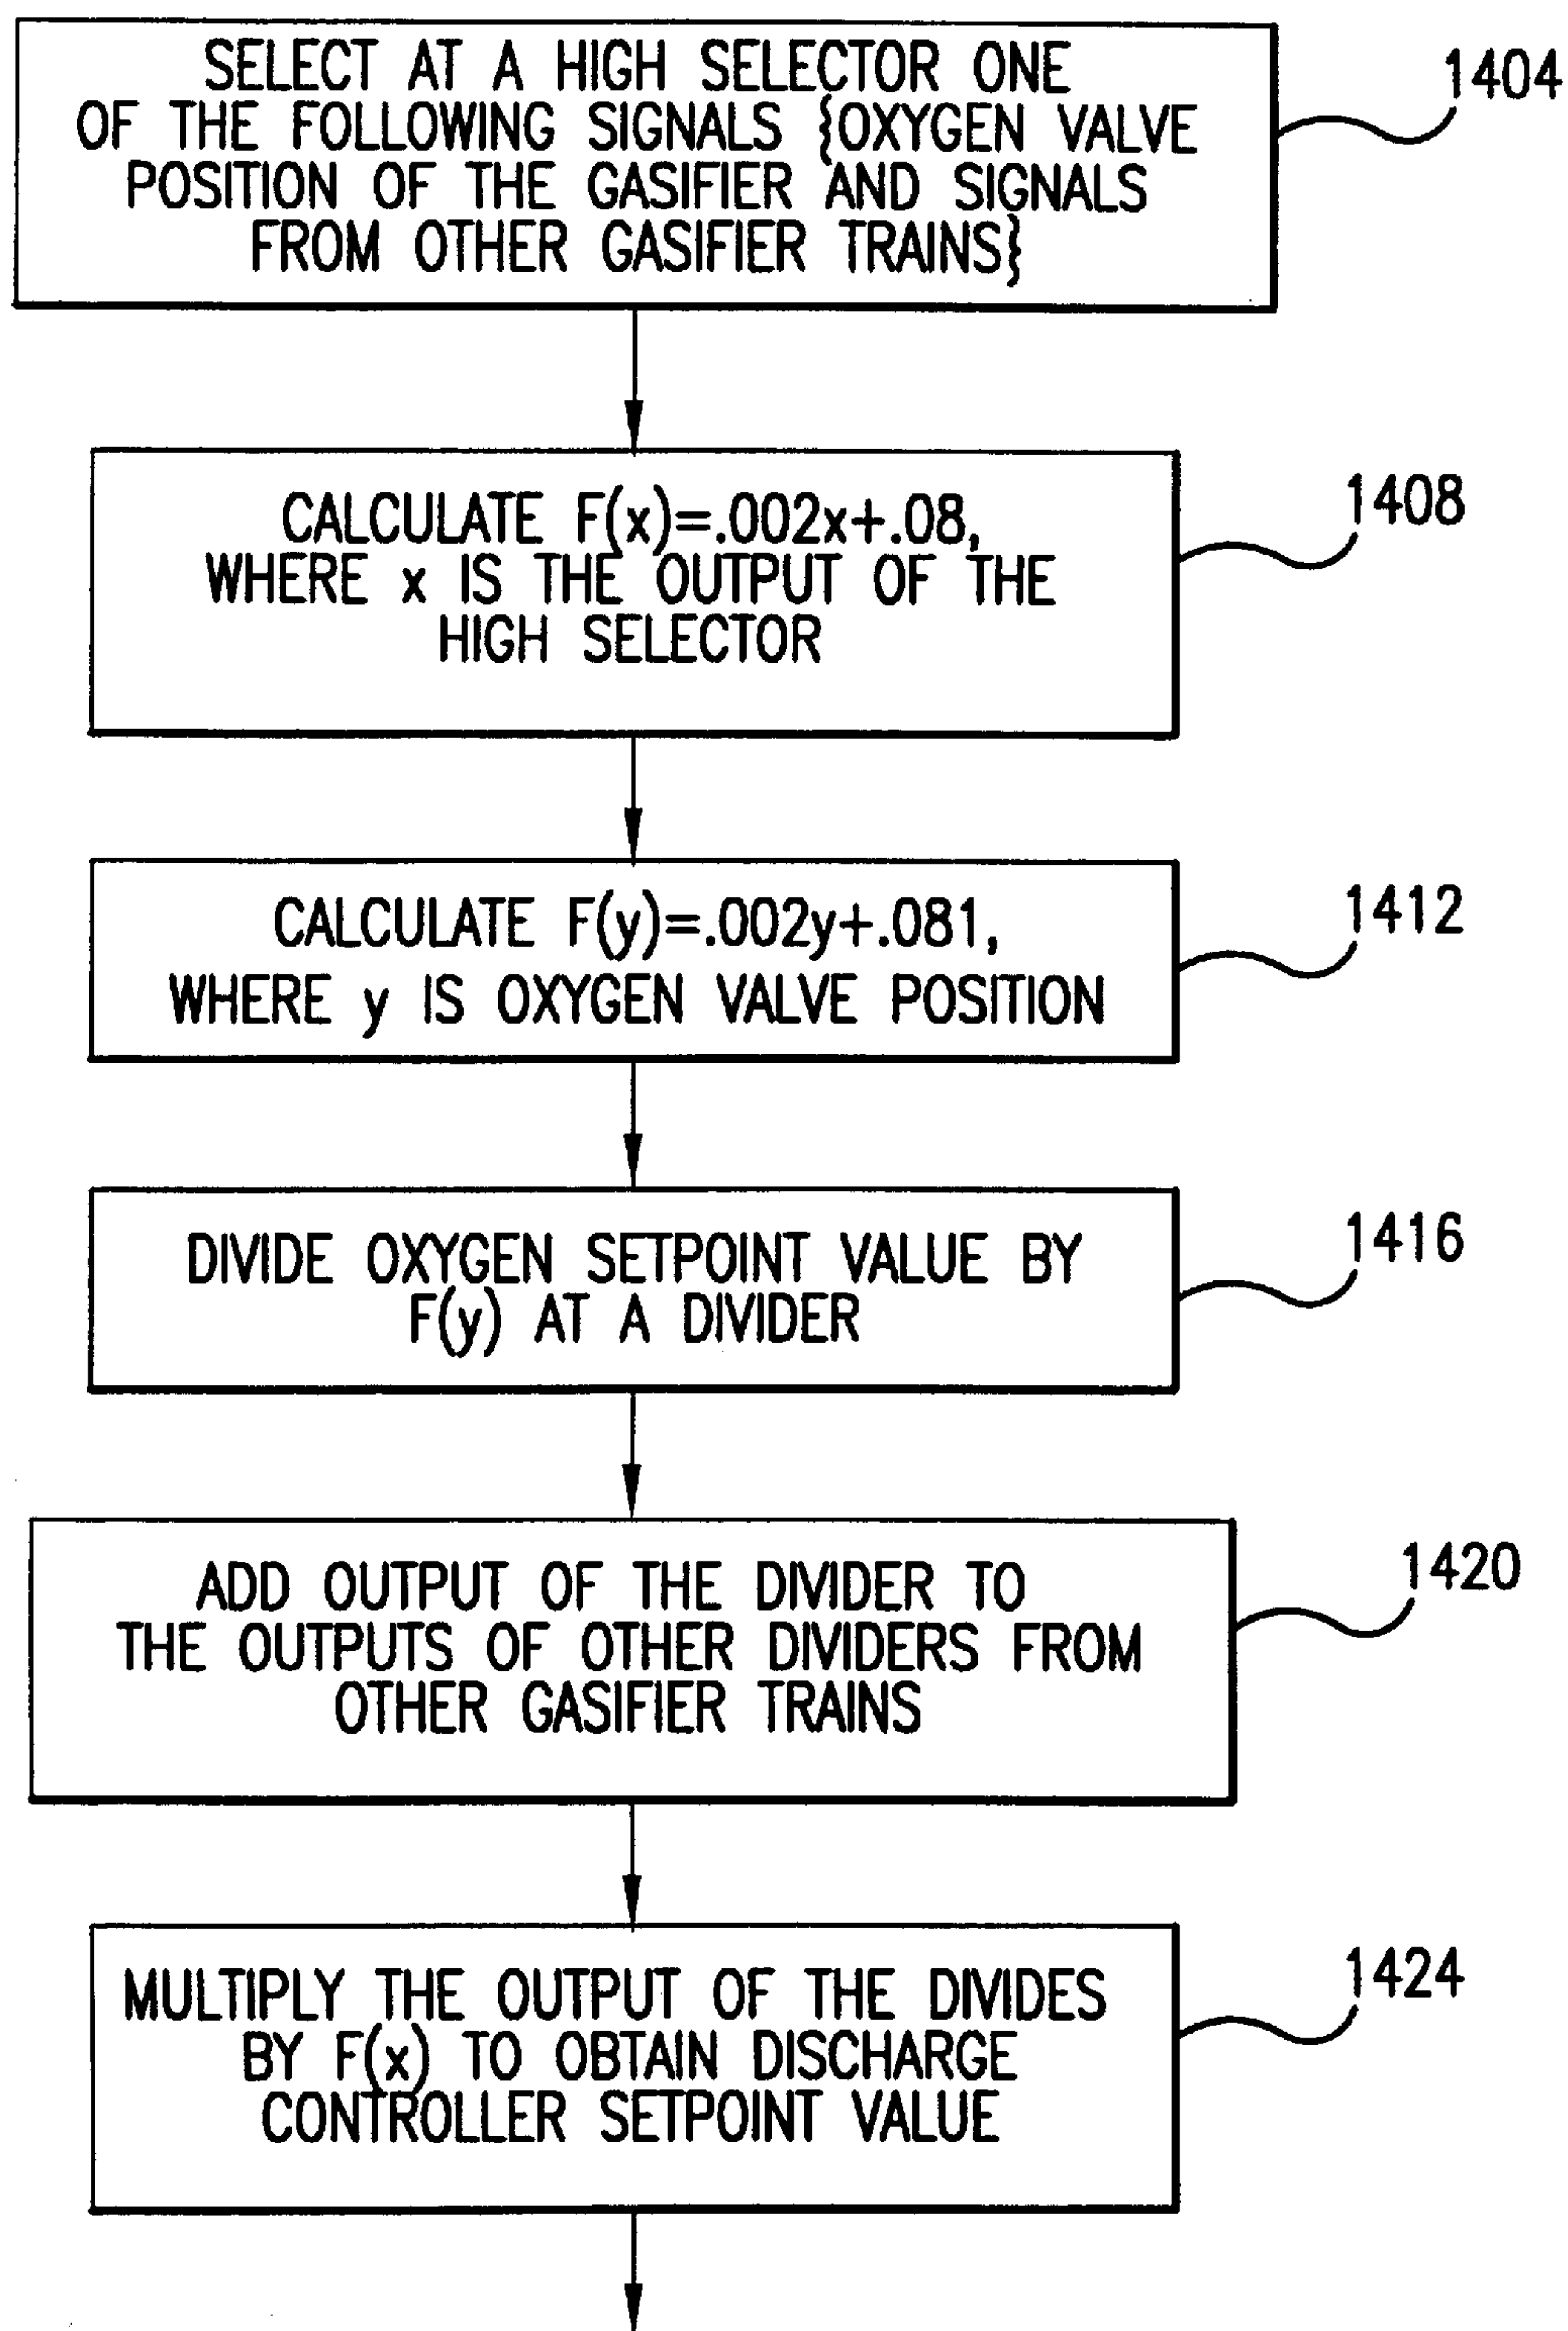 SELECT AT A HIGH SELECTOR ONE
OF THE FOLLOWING SIGNALS {OXYGEN VALVE
POSITION OF THE GASIFIER AND SIGNALS
FROM OTHER GASIFIER TRAINS}
1404
CALCULATE F(x)=.002x+.08,
WHERE x IS THE OUTPUT OF THE
HIGH SELECTOR
1408
CALCULATE F(y)=.002y+.081,
WHERE y IS OXYGEN VALVE POSITION
1412
DIVIDE OXYGEN SETPOINT VALUE BY
F(y) AT A DIVIDER
1416
ADD OUTPUT OF THE DIVIDER TO
THE OUTPUTS OF OTHER DIVIDERS FROM
OTHER GASIFIER TRAINS
1420
MULTIPLY THE OUTPUT OF THE DIVIDES
BY F(x) TO OBTAIN DISCHARGE
CONTROLLER SETPOINT VALUE
1424